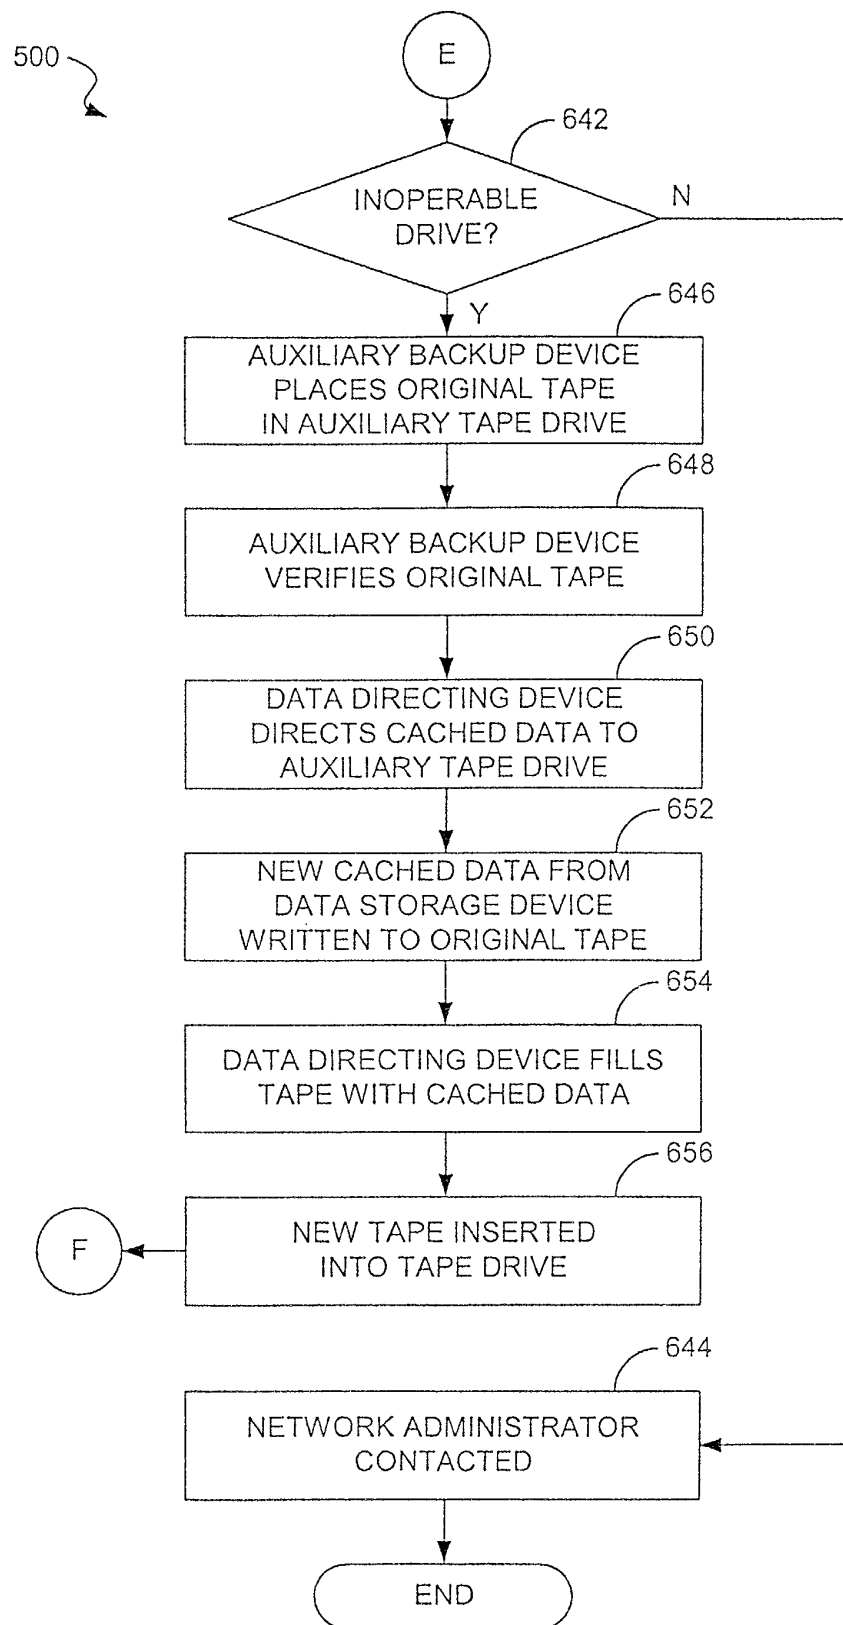 E
500
642
INOPERABLE
DRIVE?
N
Y
646
AUXILIARY BACKUP DEVICE
PLACES ORIGINAL TAPE
IN AUXILIARY TAPE DRIVE
648
AUXILIARY BACKUP DEVICE
VERIFIES ORIGINAL TAPE
650
DATA DIRECTING DEVICE
DIRECTS CACHED DATA TO
AUXILIARY TAPE DRIVE
652
NEW CACHED DATA FROM
DATA STORAGE DEVICE
WRITTEN TO ORIGINAL TAPE
654
DATA DIRECTING DEVICE FILLS
TAPE WITH CACHED DATA
656
NEW TAPE INSERTED
INTO TAPE DRIVE
F
644
NETWORK ADMINISTRATOR
CONTACTED
END